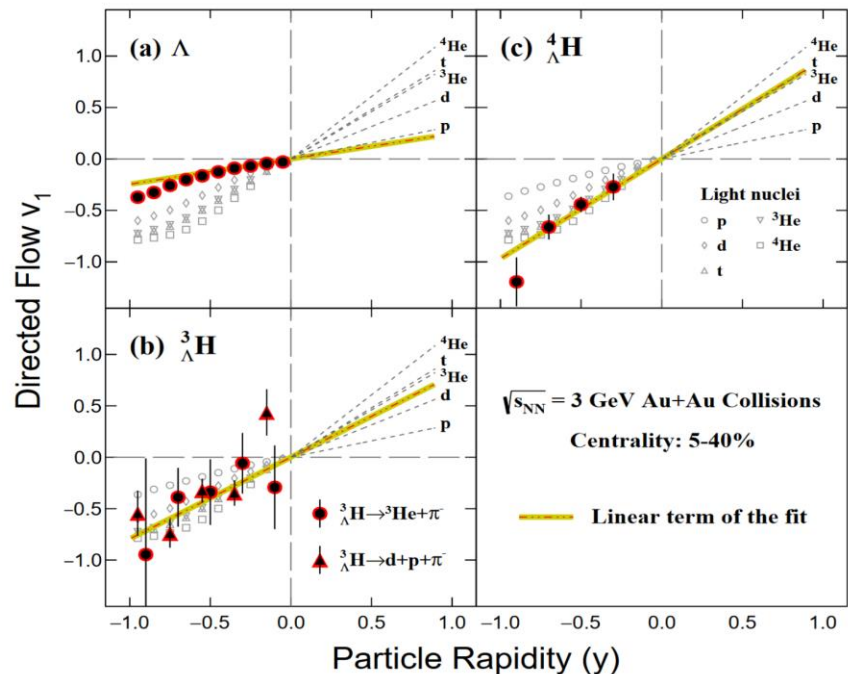 (a) Λ
⁴He
t
³He
d
p
1.0
0.5
0.0
−0.5
−1.0
(c) ⁴ΛH
⁴He
t
³He
d
p
Light nuclei
p
³He
d
⁴He
t
Directed Flow v₁
(b) ³ΛH
⁴He
t
³He
d
p
1.0
0.5
0.0
−0.5
−1.0
³ΛH→³He+π⁻
³ΛH→d+p+π⁻
√sNN = 3 GeV Au+Au Collisions
Centrality: 5-40%
Linear term of the fit
−1.0 −0.5 0.0 0.5 1.0
−1.0 −0.5 0.0 0.5 1.0
Particle Rapidity (y)